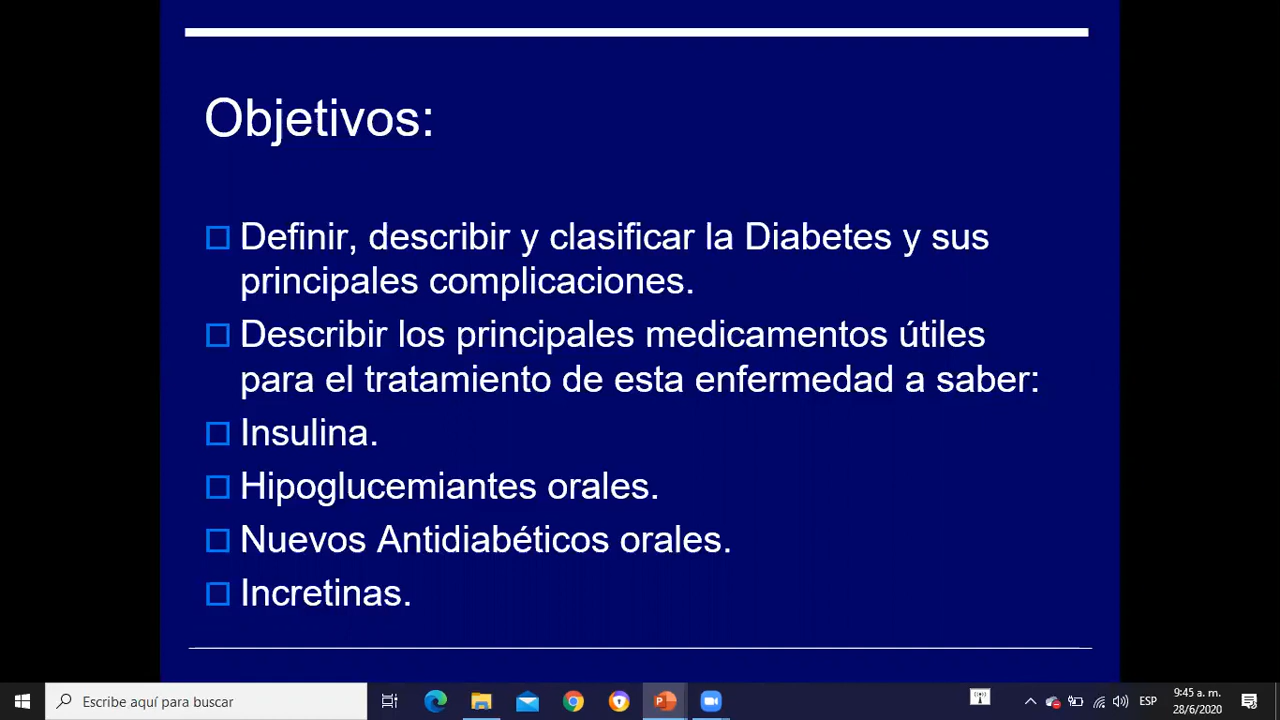 Objetivos:
Definir, describir y clasificar la Diabetes y sus
principales complicaciones.
Describir los principales medicamentos útiles
para el tratamiento de esta enfermedad a saber:
Insulina.
Hipoglucemiantes orales.
Nuevos Antidiabéticos orales.
Incretinas.
Escribe aquí para buscar
ESP
9:45 a. m.
28/6/2020